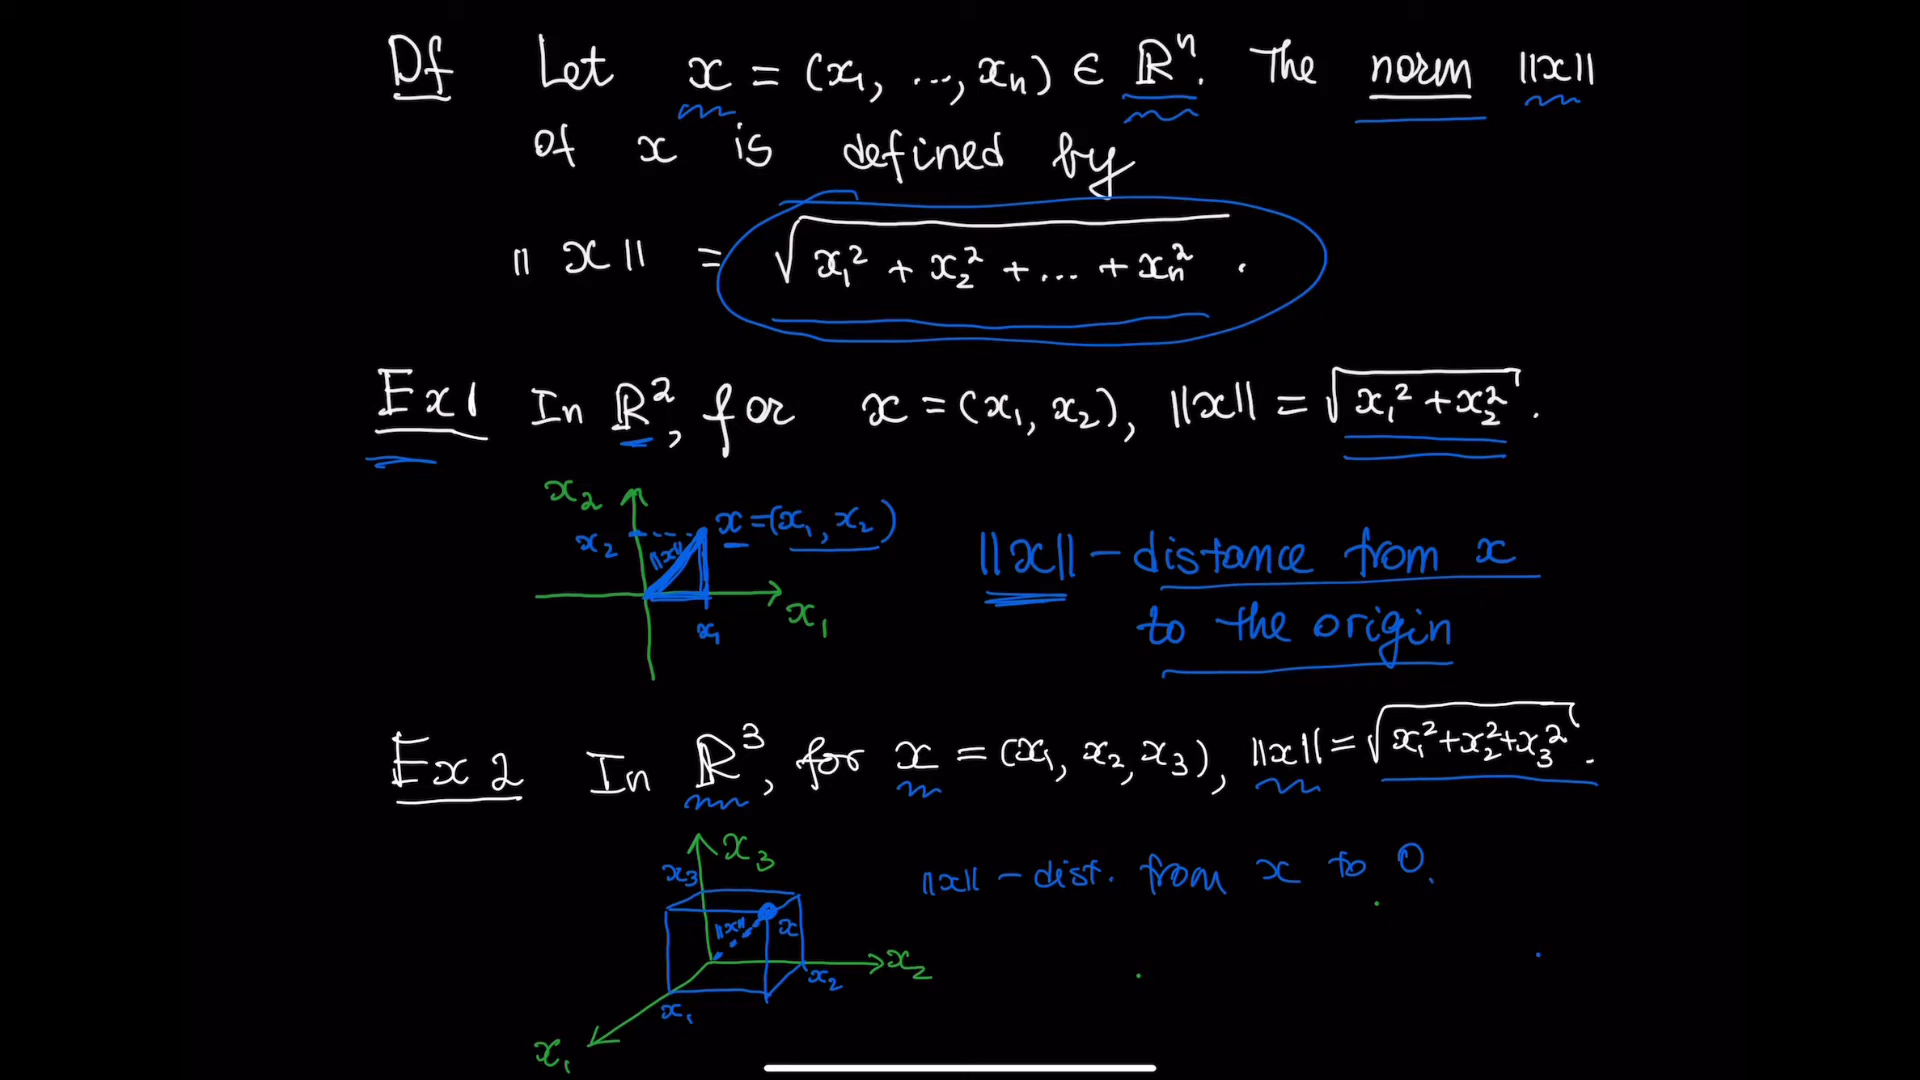 Df Let x = (x₁, ..., xₙ) ∈ ℝⁿ. The norm ||x||
of x is defined by
||x|| = √(x₁² + x₂² + ... + xₙ²).
Ex1 In ℝ², for x = (x₁, x₂), ||x|| = √(x₁² + x₂²).
x₂
x₂ ||x|| x = (x₁, x₂)
x₁
x₁
||x|| – distance from x
to the origin
Ex 2 In ℝ³, for x = (x₁, x₂, x₃), ||x|| = √(x₁² + x₂² + x₃²).
x₃
x₃
||x|| x
x₂
x₂
x₁
x₁
||x|| – dist. from x to 0.